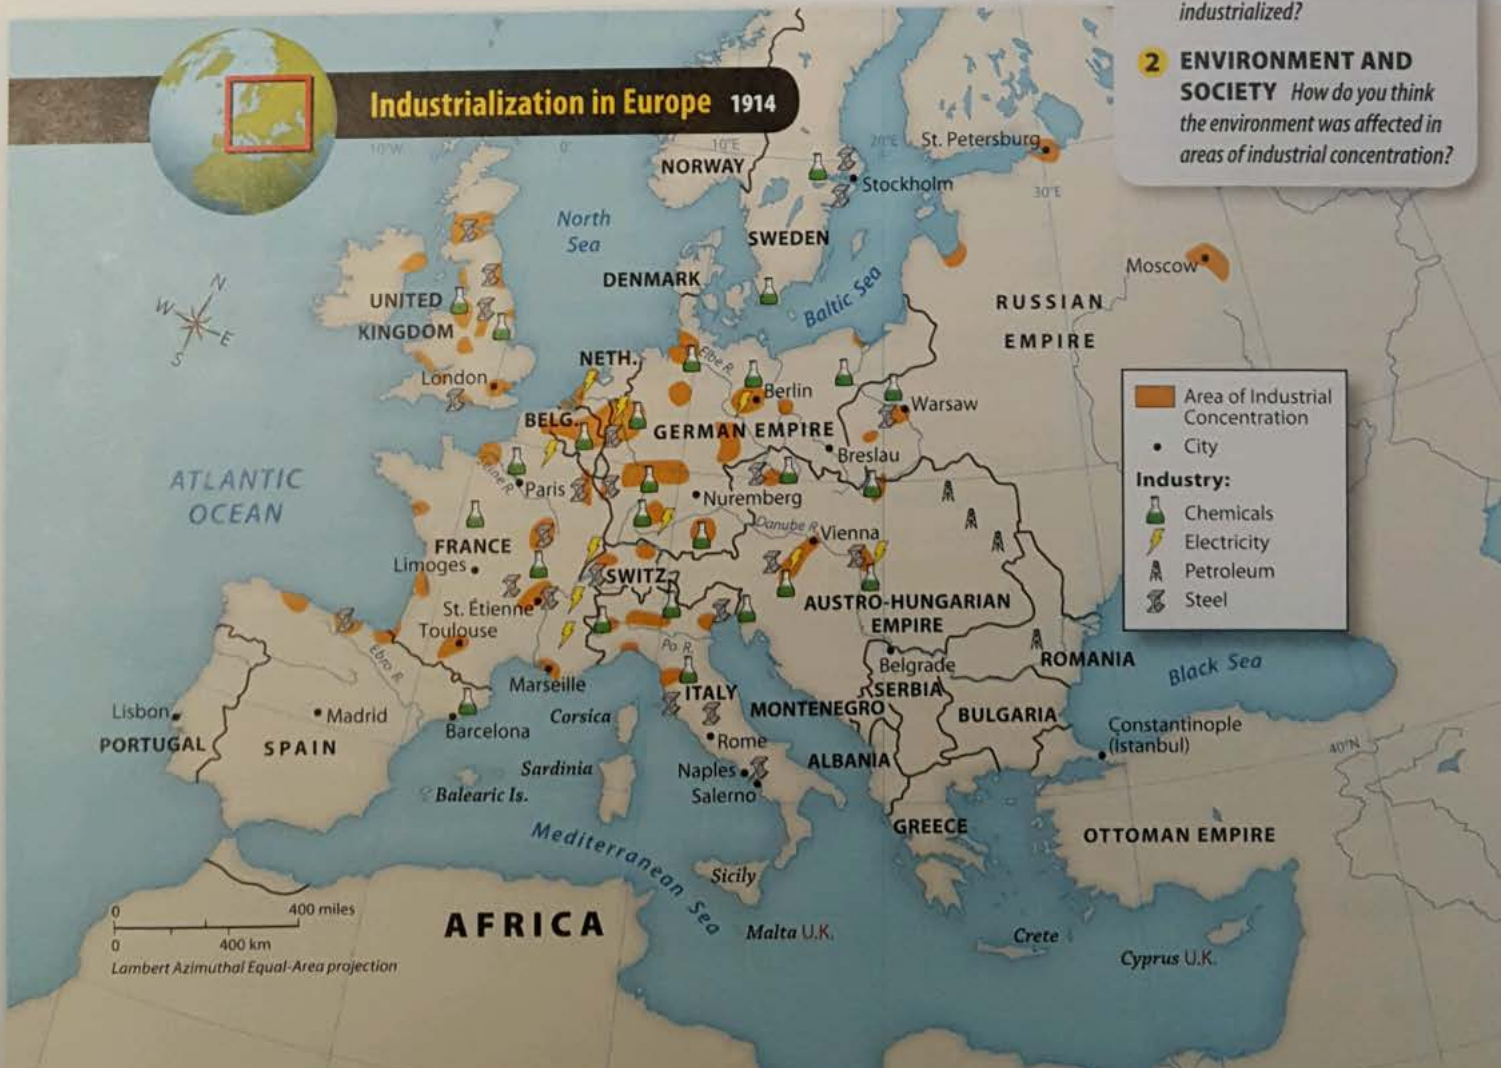 industrialized?
2 ENVIRONMENT AND
SOCIETY How do you think
the environment was affected in
areas of industrial concentration?
Industrialization in Europe 1914
10°W
0°
10°E
20°E
30°E
St. Petersburg
NORWAY
Stockholm
North
Sea
SWEDEN
DENMARK
Baltic Sea
Moscow
RUSSIAN
EMPIRE
N
W
E
S
UNITED
KINGDOM
London
NETH.
Elbe R.
Berlin
Warsaw
BELG.
GERMAN EMPIRE
Breslau
Seine R.
Paris
Nuremberg
ATLANTIC
OCEAN
Danube R.
Vienna
FRANCE
Limoges
SWITZ.
St. Étienne
Toulouse
AUSTRO-HUNGARIAN
EMPIRE
Po R.
Ebro R.
Marseille
ITALY
Belgrade
ROMANIA
Black Sea
SERBIA
MONTENEGRO
BULGARIA
Lisbon
Madrid
Barcelona
Corsica
PORTUGAL
SPAIN
Rome
ALBANIA
Constantinople
(Istanbul)
40°N
Sardinia
Naples
Salerno
Balearic Is.
GREECE
OTTOMAN EMPIRE
Mediterranean Sea
Sicily
AFRICA
Malta U.K.
Crete
Cyprus U.K.
Area of Industrial
Concentration
City
Industry:
Chemicals
Electricity
Petroleum
Steel
0 400 miles
0 400 km
Lambert Azimuthal Equal-Area projection